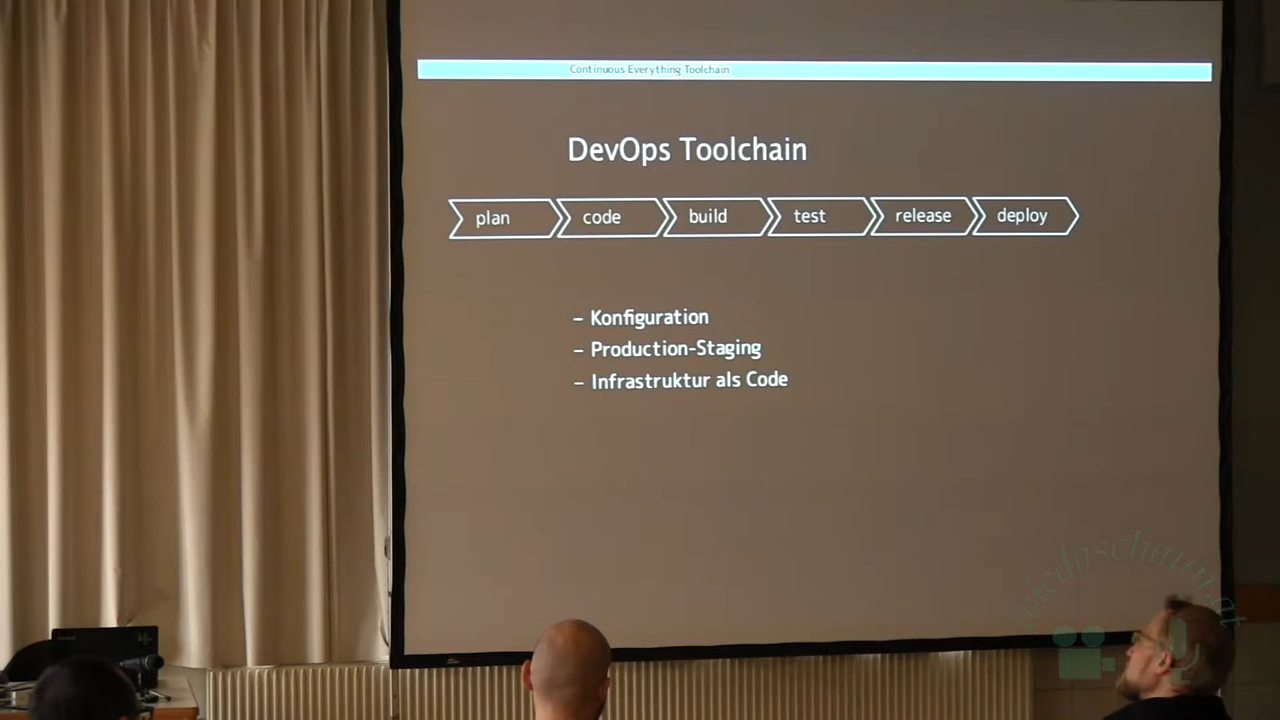 Continuous Everything Toolchain
DevOps Toolchain
plan code build test release deploy
– Konfiguration
– Production-Staging
– Infrastruktur als Code